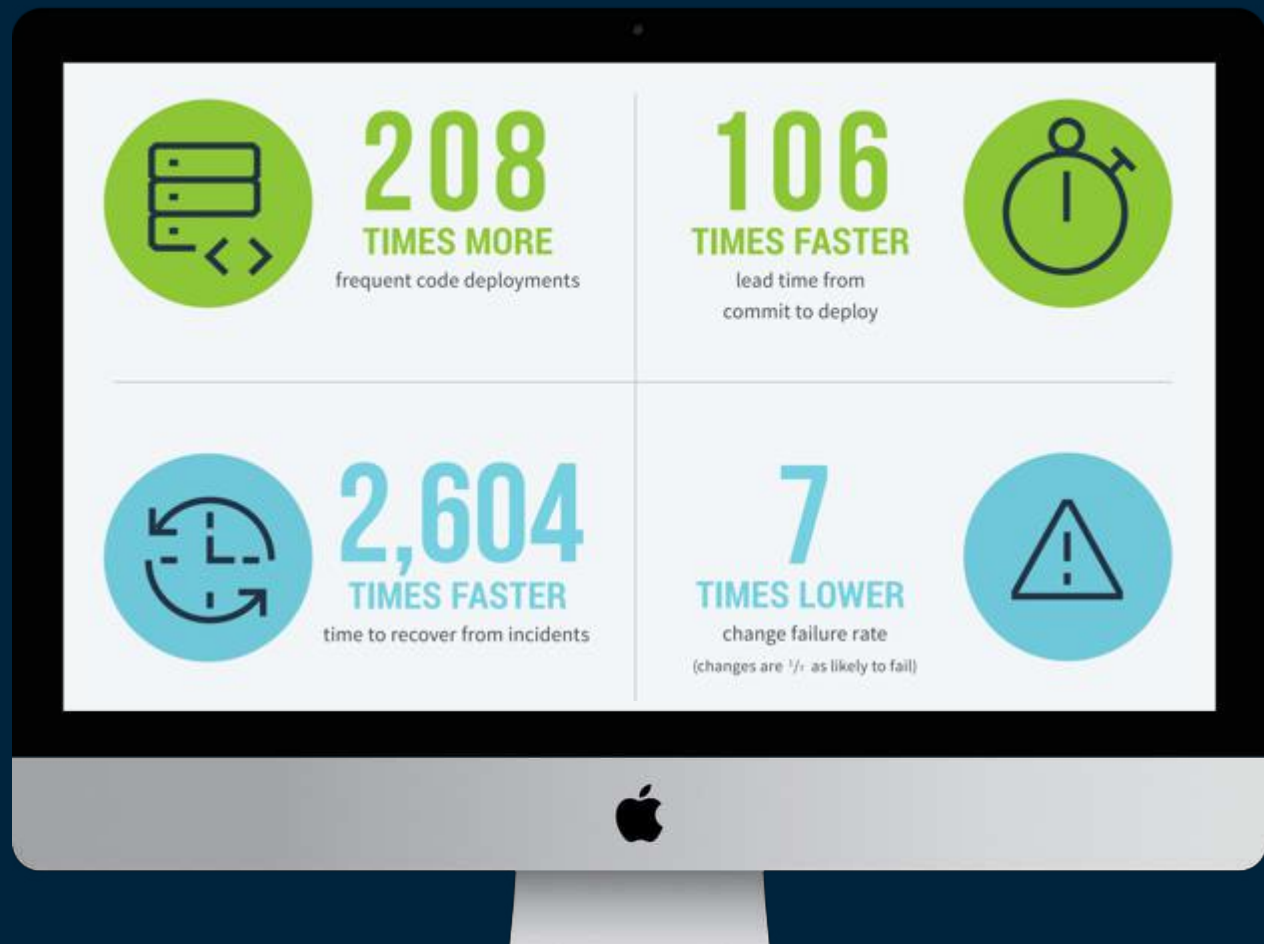 208
TIMES MORE
frequent code deployments
106
TIMES FASTER
lead time from
commit to deploy
2,604
TIMES FASTER
time to recover from incidents
7
TIMES LOWER
change failure rate
(changes are 1/7 as likely to fail)